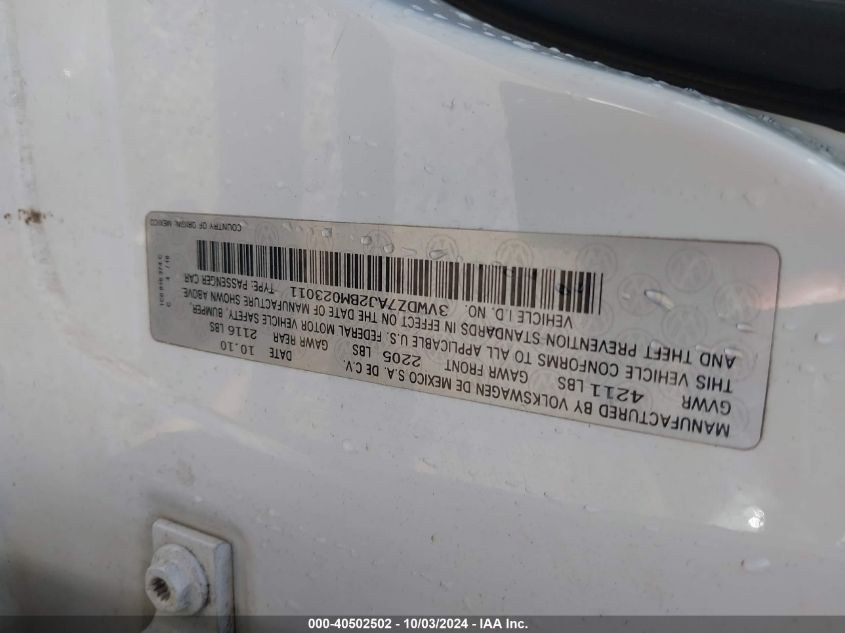 MANUFACTURED BY VOLKSWAGEN DE MEXICO S.A. DE C.V. DATE 10-10
GVWR 4211 LBS GAWR FRONT 2205 LBS GAWR REAR 2116 LBS
THIS VEHICLE CONFORMS TO ALL APPLICABLE U.S. FEDERAL MOTOR VEHICLE SAFETY, BUMPER,
AND THEFT PREVENTION STANDARDS IN EFFECT ON THE DATE OF MANUFACTURE SHOWN ABOVE
VEHICLE I.D. NO. 3VWDZ7AJ2BM023011 TYPE: PASSENGER CAR
COUNTRY OF ORIGIN: MEXICO
000-40502502 - 10/03/2024 - IAA Inc.